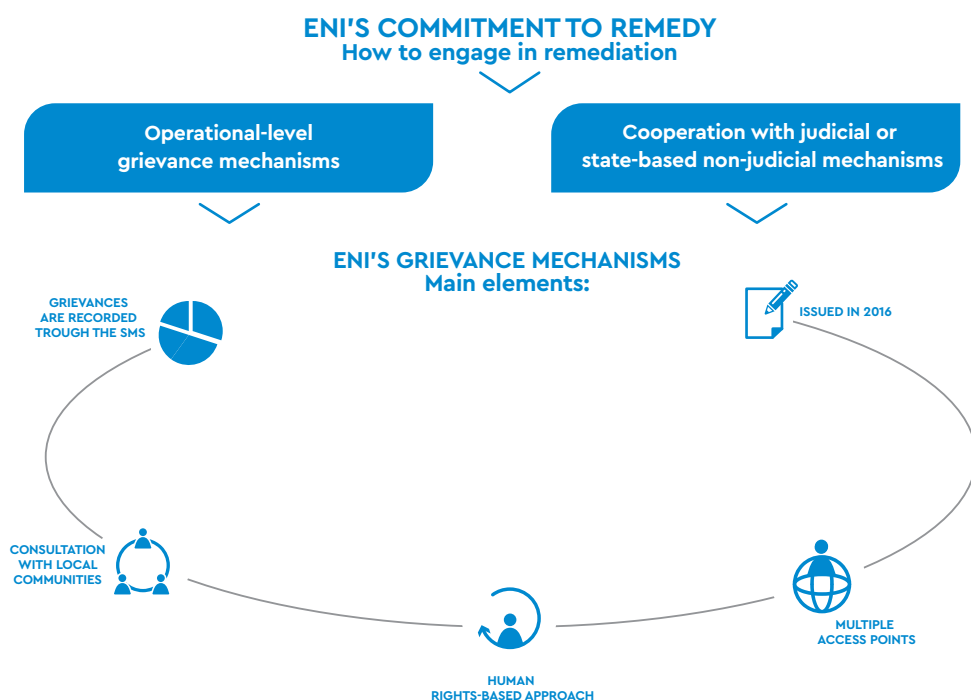 ENI'S COMMITMENT TO REMEDY
How to engage in remediation
Operational-level
grievance mechanisms
Cooperation with judicial or
state-based non-judicial mechanisms
ENI'S GRIEVANCE MECHANISMS
Main elements:
GRIEVANCES
ARE RECORDED
TROUGH THE SMS
ISSUED IN 2016
CONSULTATION
WITH LOCAL
COMMUNITIES
MULTIPLE
ACCESS POINTS
HUMAN
RIGHTS-BASED APPROACH